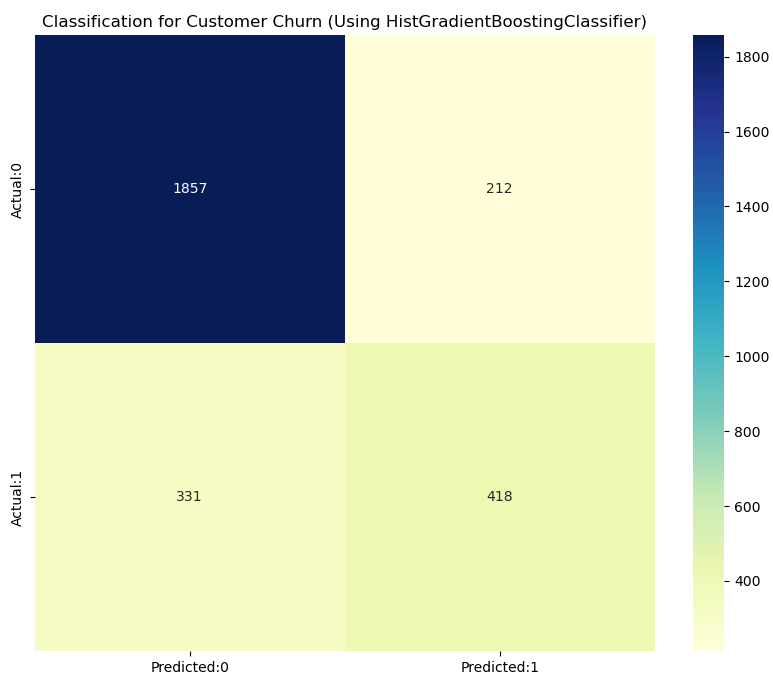 Classification for Customer Churn (Using HistGradientBoostingClassifier)
Actual:0
1857
212
Actual:1
331
418
Predicted:0
Predicted:1
1800
1600
1400
1200
1000
800
600
400